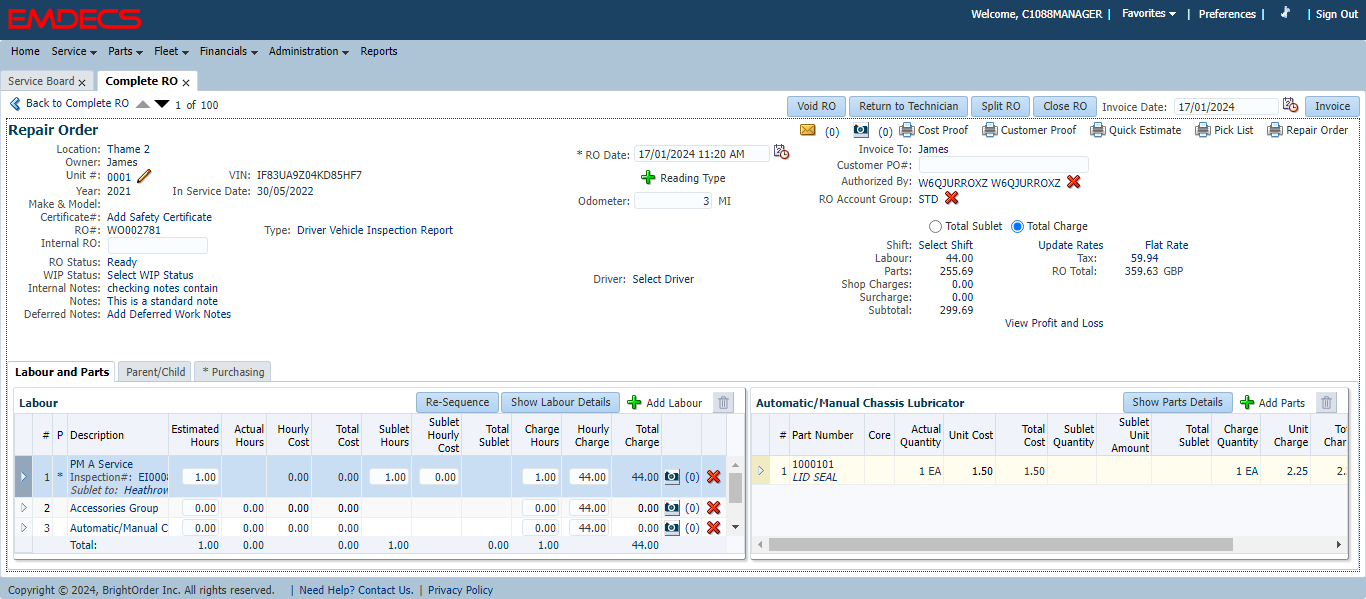 EMDECS
Welcome, C1088MANAGER | Favorites | Preferences | | Sign Out
Home Service Parts Fleet Financials Administration Reports
Service Board x Complete RO x
Back to Complete RO 1 of 100 Void RO Return to Technician Split RO Close RO Invoice Date: 17/01/2024 Invoice
Repair Order (0) (0) Cost Proof Customer Proof Quick Estimate Pick List Repair Order
Location: Thame 2 * RO Date: 17/01/2024 11:20 AM Invoice To: James
Owner: James Customer PO#:
Unit #: 0001 VIN: IF83UA9Z04KD85HF7 Reading Type Authorized By: W6QJURROXZ W6QJURROXZ
Year: 2021 In Service Date: 30/05/2022 Odometer: 3 MI RO Account Group: STD
Make & Model:
Certificate#: Add Safety Certificate
RO#: WO002781 Type: Driver Vehicle Inspection Report Total Sublet Total Charge
Internal RO: Shift: Select Shift Update Rates Flat Rate
RO Status: Ready Labour: 44.00 Tax: 59.94
WIP Status: Select WIP Status Driver: Select Driver Parts: 255.69 RO Total: 359.63 GBP
Internal Notes: checking notes contain Shop Charges: 0.00
Notes: This is a standard note Surcharge: 0.00
Deferred Notes: Add Deferred Work Notes Subtotal: 299.69
View Profit and Loss
Labour and Parts Parent/Child * Purchasing
Labour Re-Sequence Show Labour Details Add Labour
# P Description Estimated Hours Actual Hours Hourly Cost Total Cost Sublet Hours Sublet Hourly Cost Total Sublet Charge Hours Hourly Charge Total Charge
1 * PM A Service 1.00 0.00 0.00 1.00 0.00 1.00 44.00 44.00 (0)
Inspection#: EI0008
Sublet to: Heathrow
2 Accessories Group 0.00 0.00 0.00 0.00 0.00 44.00 0.00 (0)
3 Automatic/Manual C 0.00 0.00 0.00 0.00 0.00 44.00 0.00 (0)
Total: 1.00 0.00 0.00 1.00 0.00 1.00 44.00
Automatic/Manual Chassis Lubricator Show Parts Details Add Parts
# Part Number Core Actual Quantity Unit Cost Total Cost Sublet Quantity Sublet Unit Amount Total Sublet Charge Quantity Unit Charge Tot Char
1 1000101 1 EA 1.50 1.50 1 EA 2.25 2.
LID SEAL
Copyright © 2024, BrightOrder Inc. All rights reserved. | Need Help? Contact Us. | Privacy Policy